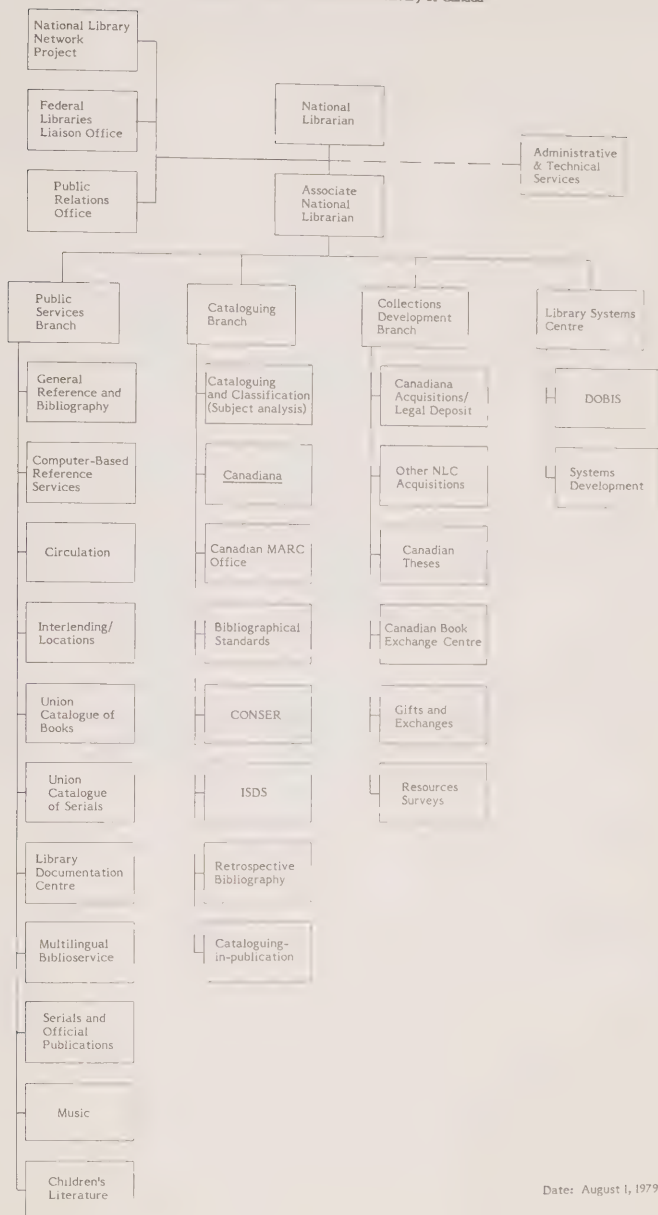 National Library
Network
Project
Federal
Libraries
Liaison Office
Public
Relations
Office
National
Librarian
Associate
National
Librarian
Administrative
& Technical
Services
Public
Services
Branch
General
Reference and
Bibliography
Computer-Based
Reference
Services
Circulation
Interlending/
Locations
Union
Catalogue of
Books
Union
Catalogue
of Serials
Library
Documentation
Centre
Multilingual
Biblioservice
Serials and
Official
Publications
Music
Children's
Literature
Cataloguing
Branch
Cataloguing
and Classification
(Subject analysis)
Canadiana
Canadian MARC
Office
Bibliographical
Standards
CONSER
ISDS
Retrospective
Bibliography
Cataloguing-
in-publication
Collections
Development
Branch
Canadiana
Acquisitions/
Legal Deposit
Other NLC
Acquisitions
Canadian
Theses
Canadian Book
Exchange Centre
Gifts and
Exchanges
Resources
Surveys
Library Systems
Centre
DOBIS
Systems
Development
Date: August 1, 1979